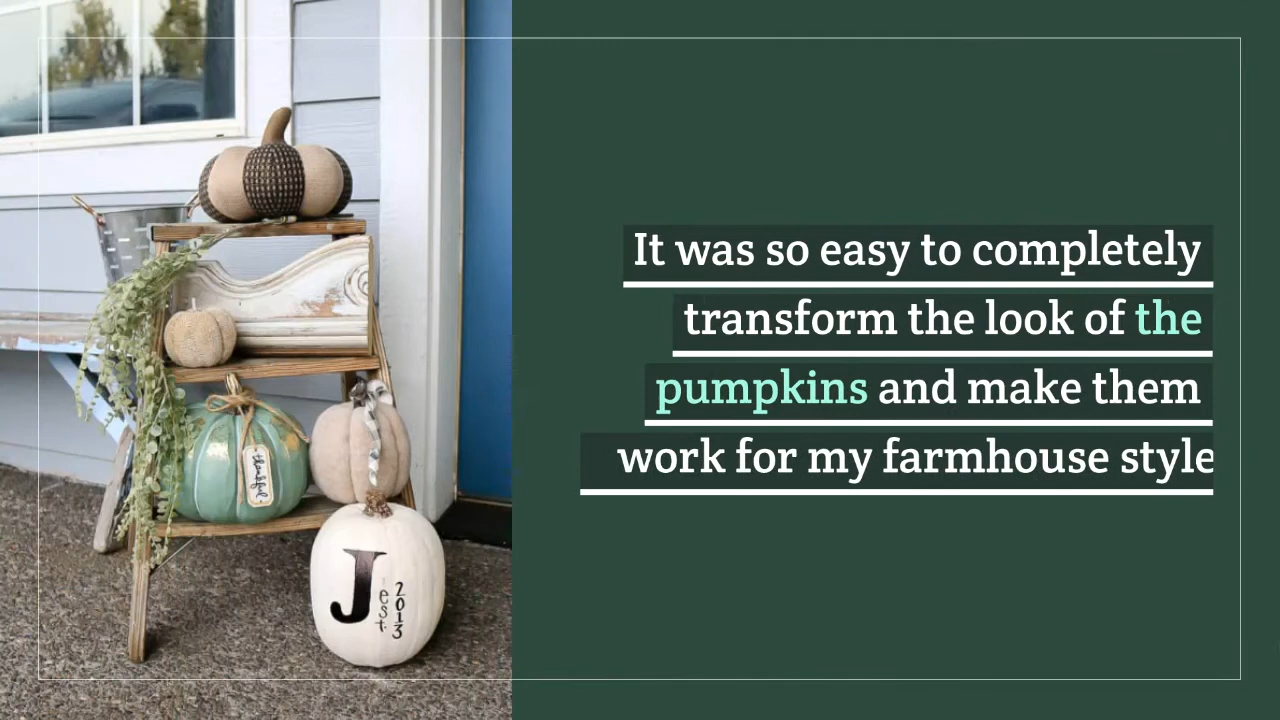 It was so easy to completely
transform the look of the
pumpkins and make them
work for my farmhouse style
thankful
J
est
2013